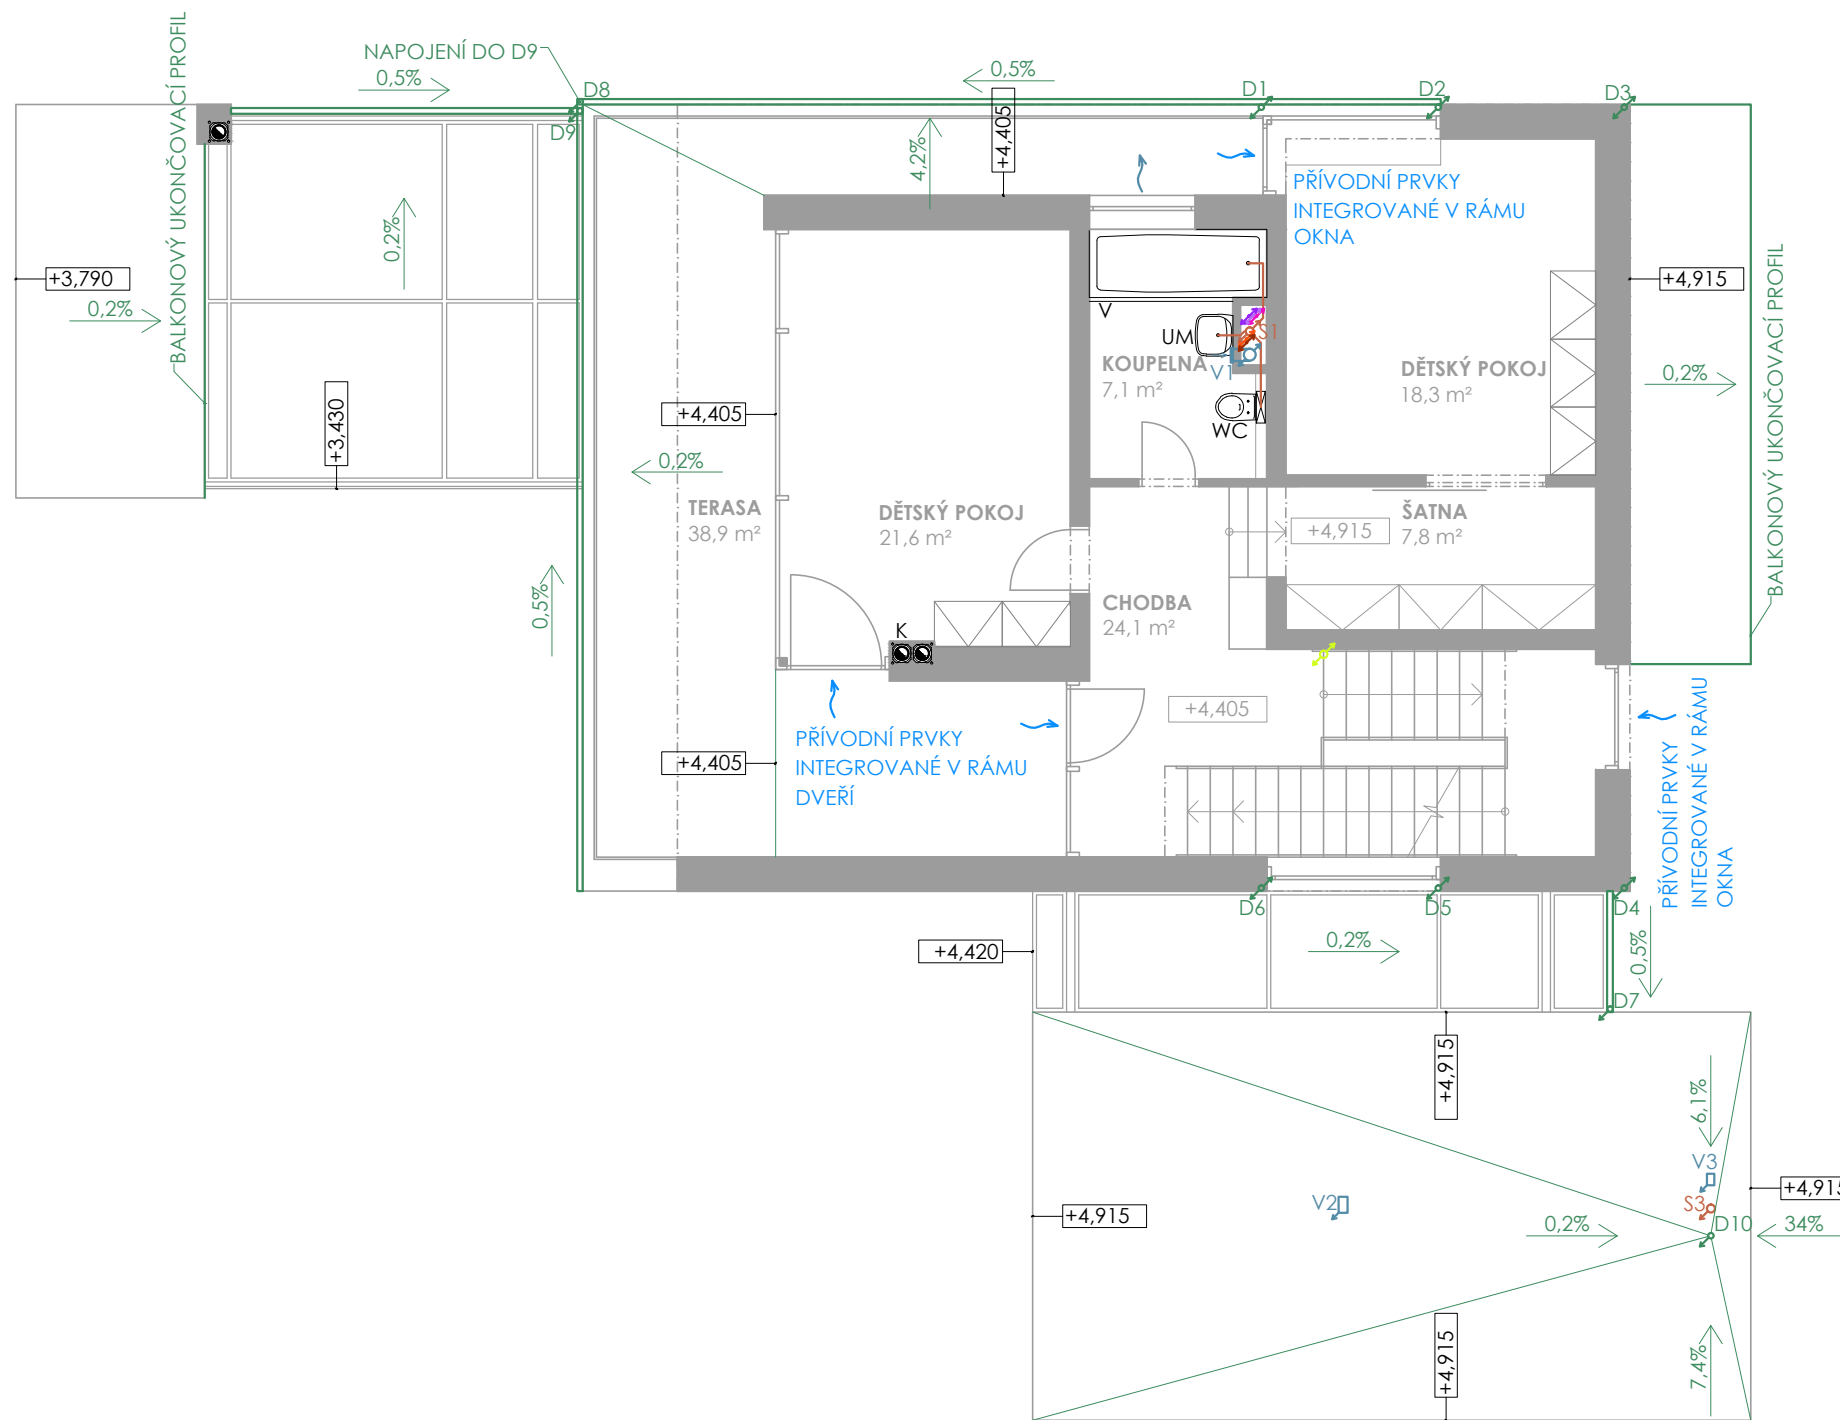 BALKONOVÝ UKONČOVACÍ PROFIL
NAPOJENÍ DO D9
0,5%
D8
D9
0,5%
D1
D2
D3
4,2%
+4,405
PŘÍVODNÍ PRVKY
INTEGROVANÉ V RÁMU
OKNA
0,2%
+3,790
0,2%
+4,915
BALKONOVÝ UKONČOVACÍ PROFIL
V
UM
S1
V1
KOUPELNA
7,1 m²
DĚTSKÝ POKOJ
18,3 m²
0,2%
+3,430
+4,405
WC
0,2%
TERASA
38,9 m²
DĚTSKÝ POKOJ
21,6 m²
ŠATNA
7,8 m²
+4,915
0,5%
CHODBA
24,1 m²
K
+4,405
PŘÍVODNÍ PRVKY
INTEGROVANÉ V RÁMU
DVEŘÍ
+4,405
PŘÍVODNÍ PRVKY
INTEGROVANÉ V RÁMU
OKNA
D6
D5
D4
+4,420
0,2%
0,5%
D7
+4,915
6,1%
V3
V2
S3
+4,915
+4,915
0,2%
D10
34%
+4,915
7,4%